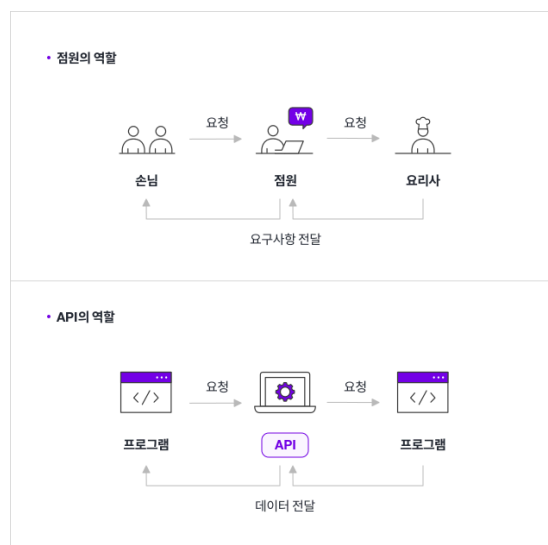 • 점원의 역할
요청 요청
₩
손님 점원 요리사
요구사항 전달
• API의 역할
요청 요청
</> </>
프로그램 API 프로그램
데이터 전달